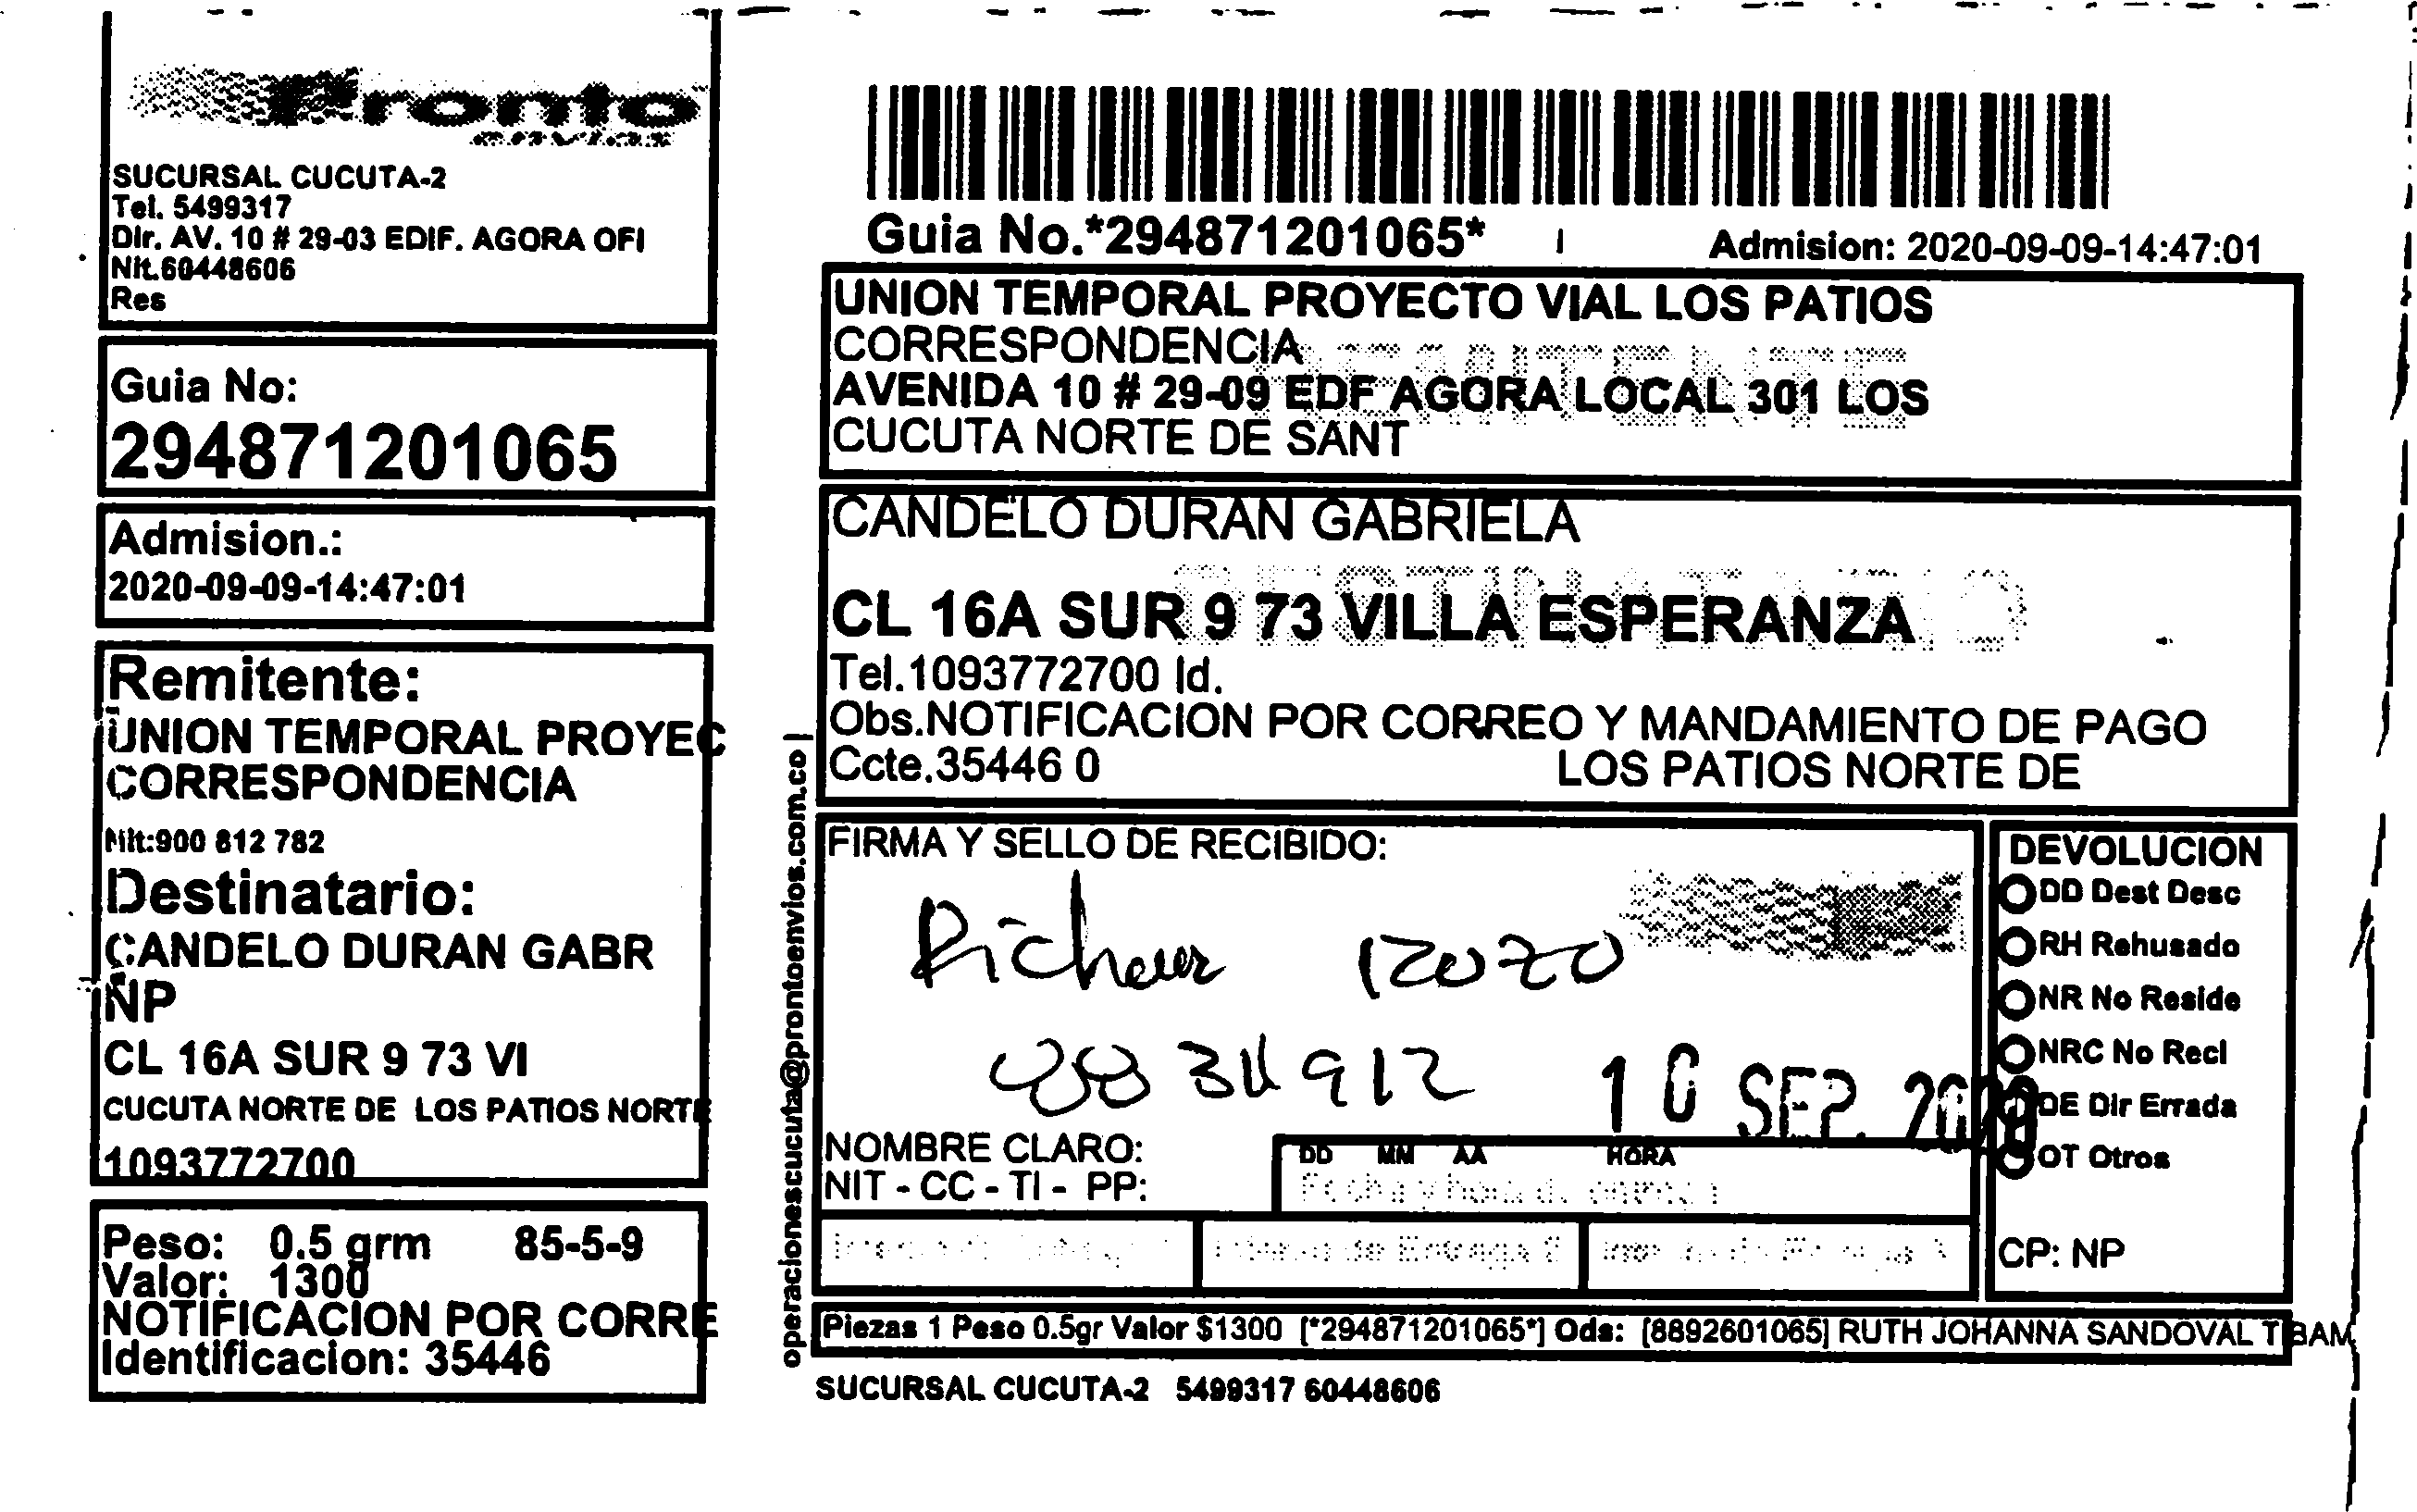 Pronto
envios
SUCURSAL CUCUTA-2
Tel. 5499317
Dir. AV. 10 # 29-03 EDIF. AGORA OFI
Nit.60448606
Res
Guia No:
294871201065
Admision.:
2020-09-09-14:47:01
Remitente:
UNION TEMPORAL PROYEC
CORRESPONDENCIA
Nit:900 812 782
Destinatario:
CANDELO DURAN GABR
NP
CL 16A SUR 9 73 VI
CUCUTA NORTE DE LOS PATIOS NORTE
1093772700
Peso: 0.5 grm 85-5-9
Valor: 1300
NOTIFICACION POR CORRE
Identificacion: 35446
operacionescucuta@prontoenvios.com.co
Guia No.*294871201065*
Admision: 2020-09-09-14:47:01
UNION TEMPORAL PROYECTO VIAL LOS PATIOS
CORRESPONDENCIA
REMITENTE
AVENIDA 10 # 29-09 EDF AGORA LOCAL 301 LOS
CUCUTA NORTE DE SANT
CANDELO DURAN GABRIELA
DESTINATARIO
CL 16A SUR 9 73 VILLA ESPERANZA
Tel.1093772700 Id.
Obs.NOTIFICACION POR CORREO Y MANDAMIENTO DE PAGO
Ccte.35446 0 LOS PATIOS NORTE DE
FIRMA Y SELLO DE RECIBIDO:
10 SEP. 2020
NOMBRE CLARO:
NIT - CC - TI - PP:
DD MM AA HORA
Fecha y hora de entrega
DEVOLUCION
DD Dest Desc
RH Rehusado
NR No Reside
NRC No Recl
DE Dir Errada
OT Otros
CP: NP
Piezas 1 Peso 0.5gr Valor $1300 [*294871201065*] Ods: [8892601065] RUTH JOHANNA SANDOVAL TIBAM
SUCURSAL CUCUTA-2 5499317 60448606